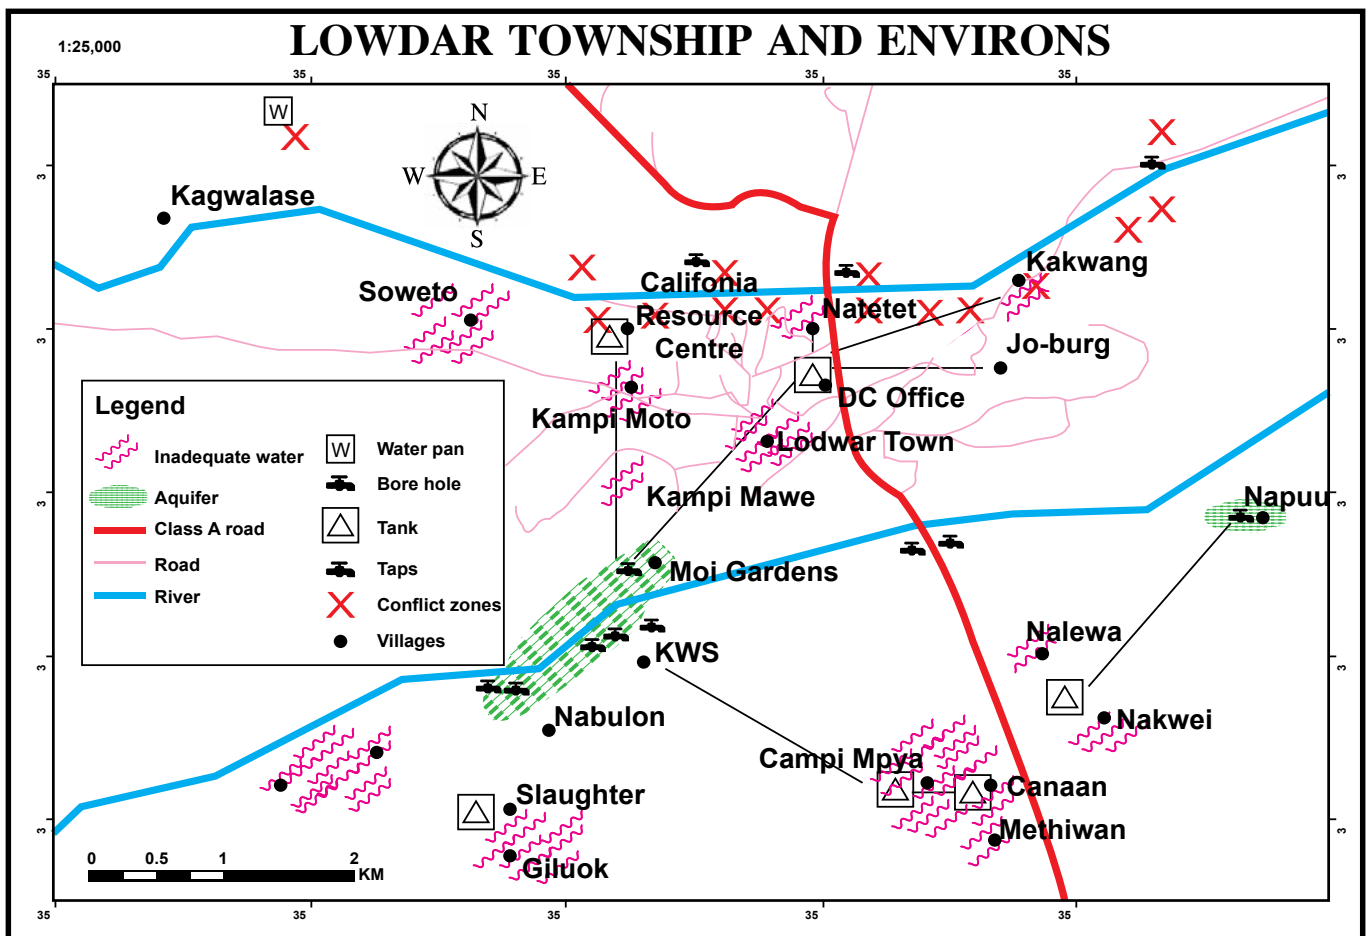 LOWDAR TOWNSHIP AND ENVIRONS
1:25,000
35 35 35 35 35
W
N
W E
S
Kagwalase
3 3
Kakwang
Califonia
Soweto
Resource
Natetet
3 3
Centre
Jo-burg
DC Office
Kampi Moto
Lodwar Town
Legend
Inadequate water
Aquifer
Class A road
Road
River
W Water pan
Bore hole
Tank
Taps
Conflict zones
Villages
Kampi Mawe
Napuu
3 3
Moi Gardens
Nalewa
KWS
3 3
Nabulon
Nakwei
Campi Mpya
Canaan
Slaughter
3 3
Methiwan
Giluok
0 0.5 1 2
KM
35 35 35 35 35